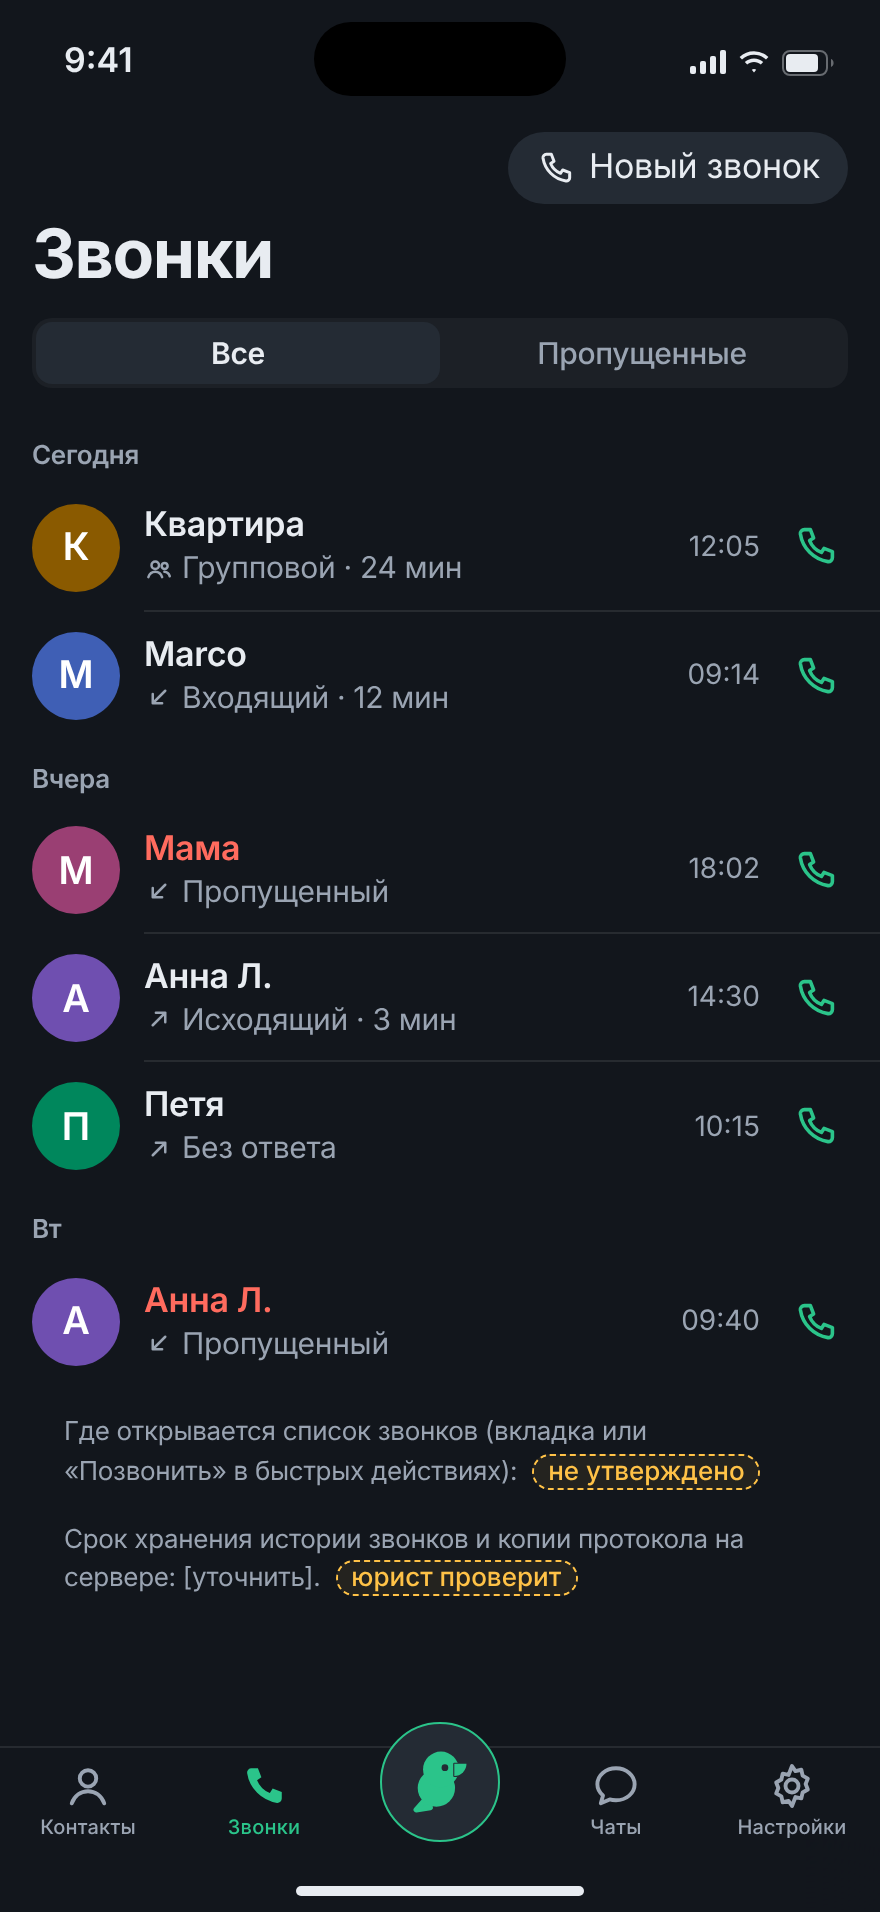 9:41
Новый звонок
Звонки
Все
Пропущенные
Сегодня
К
Квартира
Групповой · 24 мин
12:05
M
Marco
Входящий · 12 мин
09:14
Вчера
М
Мама
Пропущенный
18:02
А
Анна Л.
Исходящий · 3 мин
14:30
П
Петя
Без ответа
10:15
Вт
А
Анна Л.
Пропущенный
09:40
Где открывается список звонков (вкладка или
«Позвонить» в быстрых действиях): не утверждено
Срок хранения истории звонков и копии протокола на
сервере: [уточнить]. юрист проверит
Контакты
Звонки
Чаты
Настройки